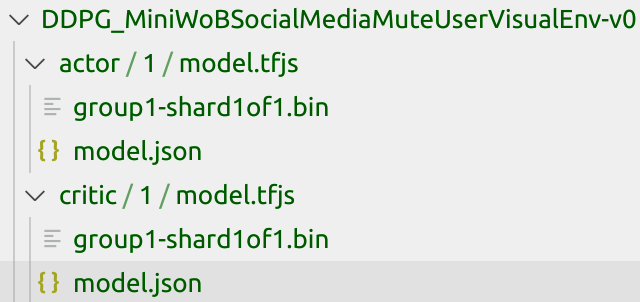 DDPG_MiniWoBSocialMediaMuteUserVisualEnv-v0
actor / 1 / model.tfjs
group1-shard1of1.bin
{} model.json
critic / 1 / model.tfjs
group1-shard1of1.bin
{} model.json